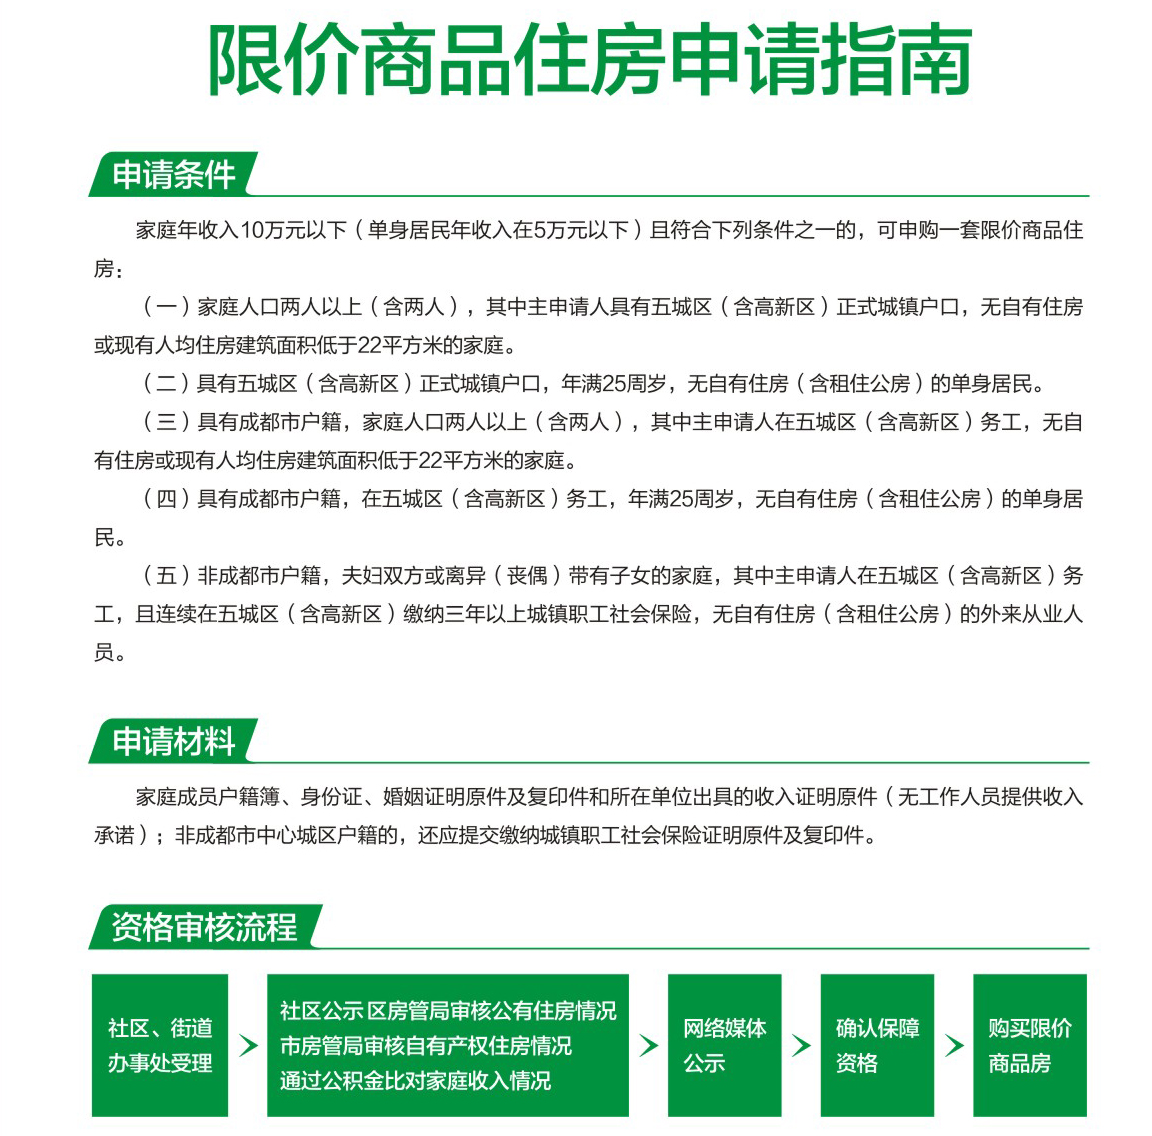 限价商品住房申请指南
申请条件
家庭年收入10万元以下（单身居民年收入在5万元以下）且符合下列条件之一的，可申购一套限价商品住
房：
（一）家庭人口两人以上（含两人），其中主申请人具有五城区（含高新区）正式城镇户口，无自有住房
或现有人均住房建筑面积低于22平方米的家庭。
（二）具有五城区（含高新区）正式城镇户口，年满25周岁，无自有住房（含租住公房）的单身居民。
（三）具有成都市户籍，家庭人口两人以上（含两人），其中主申请人在五城区（含高新区）务工，无自
有住房或现有人均住房建筑面积低于22平方米的家庭。
（四）具有成都市户籍，在五城区（含高新区）务工，年满25周岁，无自有住房（含租住公房）的单身居
民。
（五）非成都市户籍，夫妇双方或离异（丧偶）带有子女的家庭，其中主申请人在五城区（含高新区）务
工，且连续在五城区（含高新区）缴纳三年以上城镇职工社会保险，无自有住房（含租住公房）的外来从业人
员。
申请材料
家庭成员户籍簿、身份证、婚姻证明原件及复印件和所在单位出具的收入证明原件（无工作人员提供收入
承诺）；非成都市中心城区户籍的，还应提交缴纳城镇职工社会保险证明原件及复印件。
资格审核流程
社区、街道
办事处受理
社区公示 区房管局审核公有住房情况
市房管局审核自有产权住房情况
通过公积金比对家庭收入情况
网络媒体
公示
确认保障
资格
购买限价
商品房